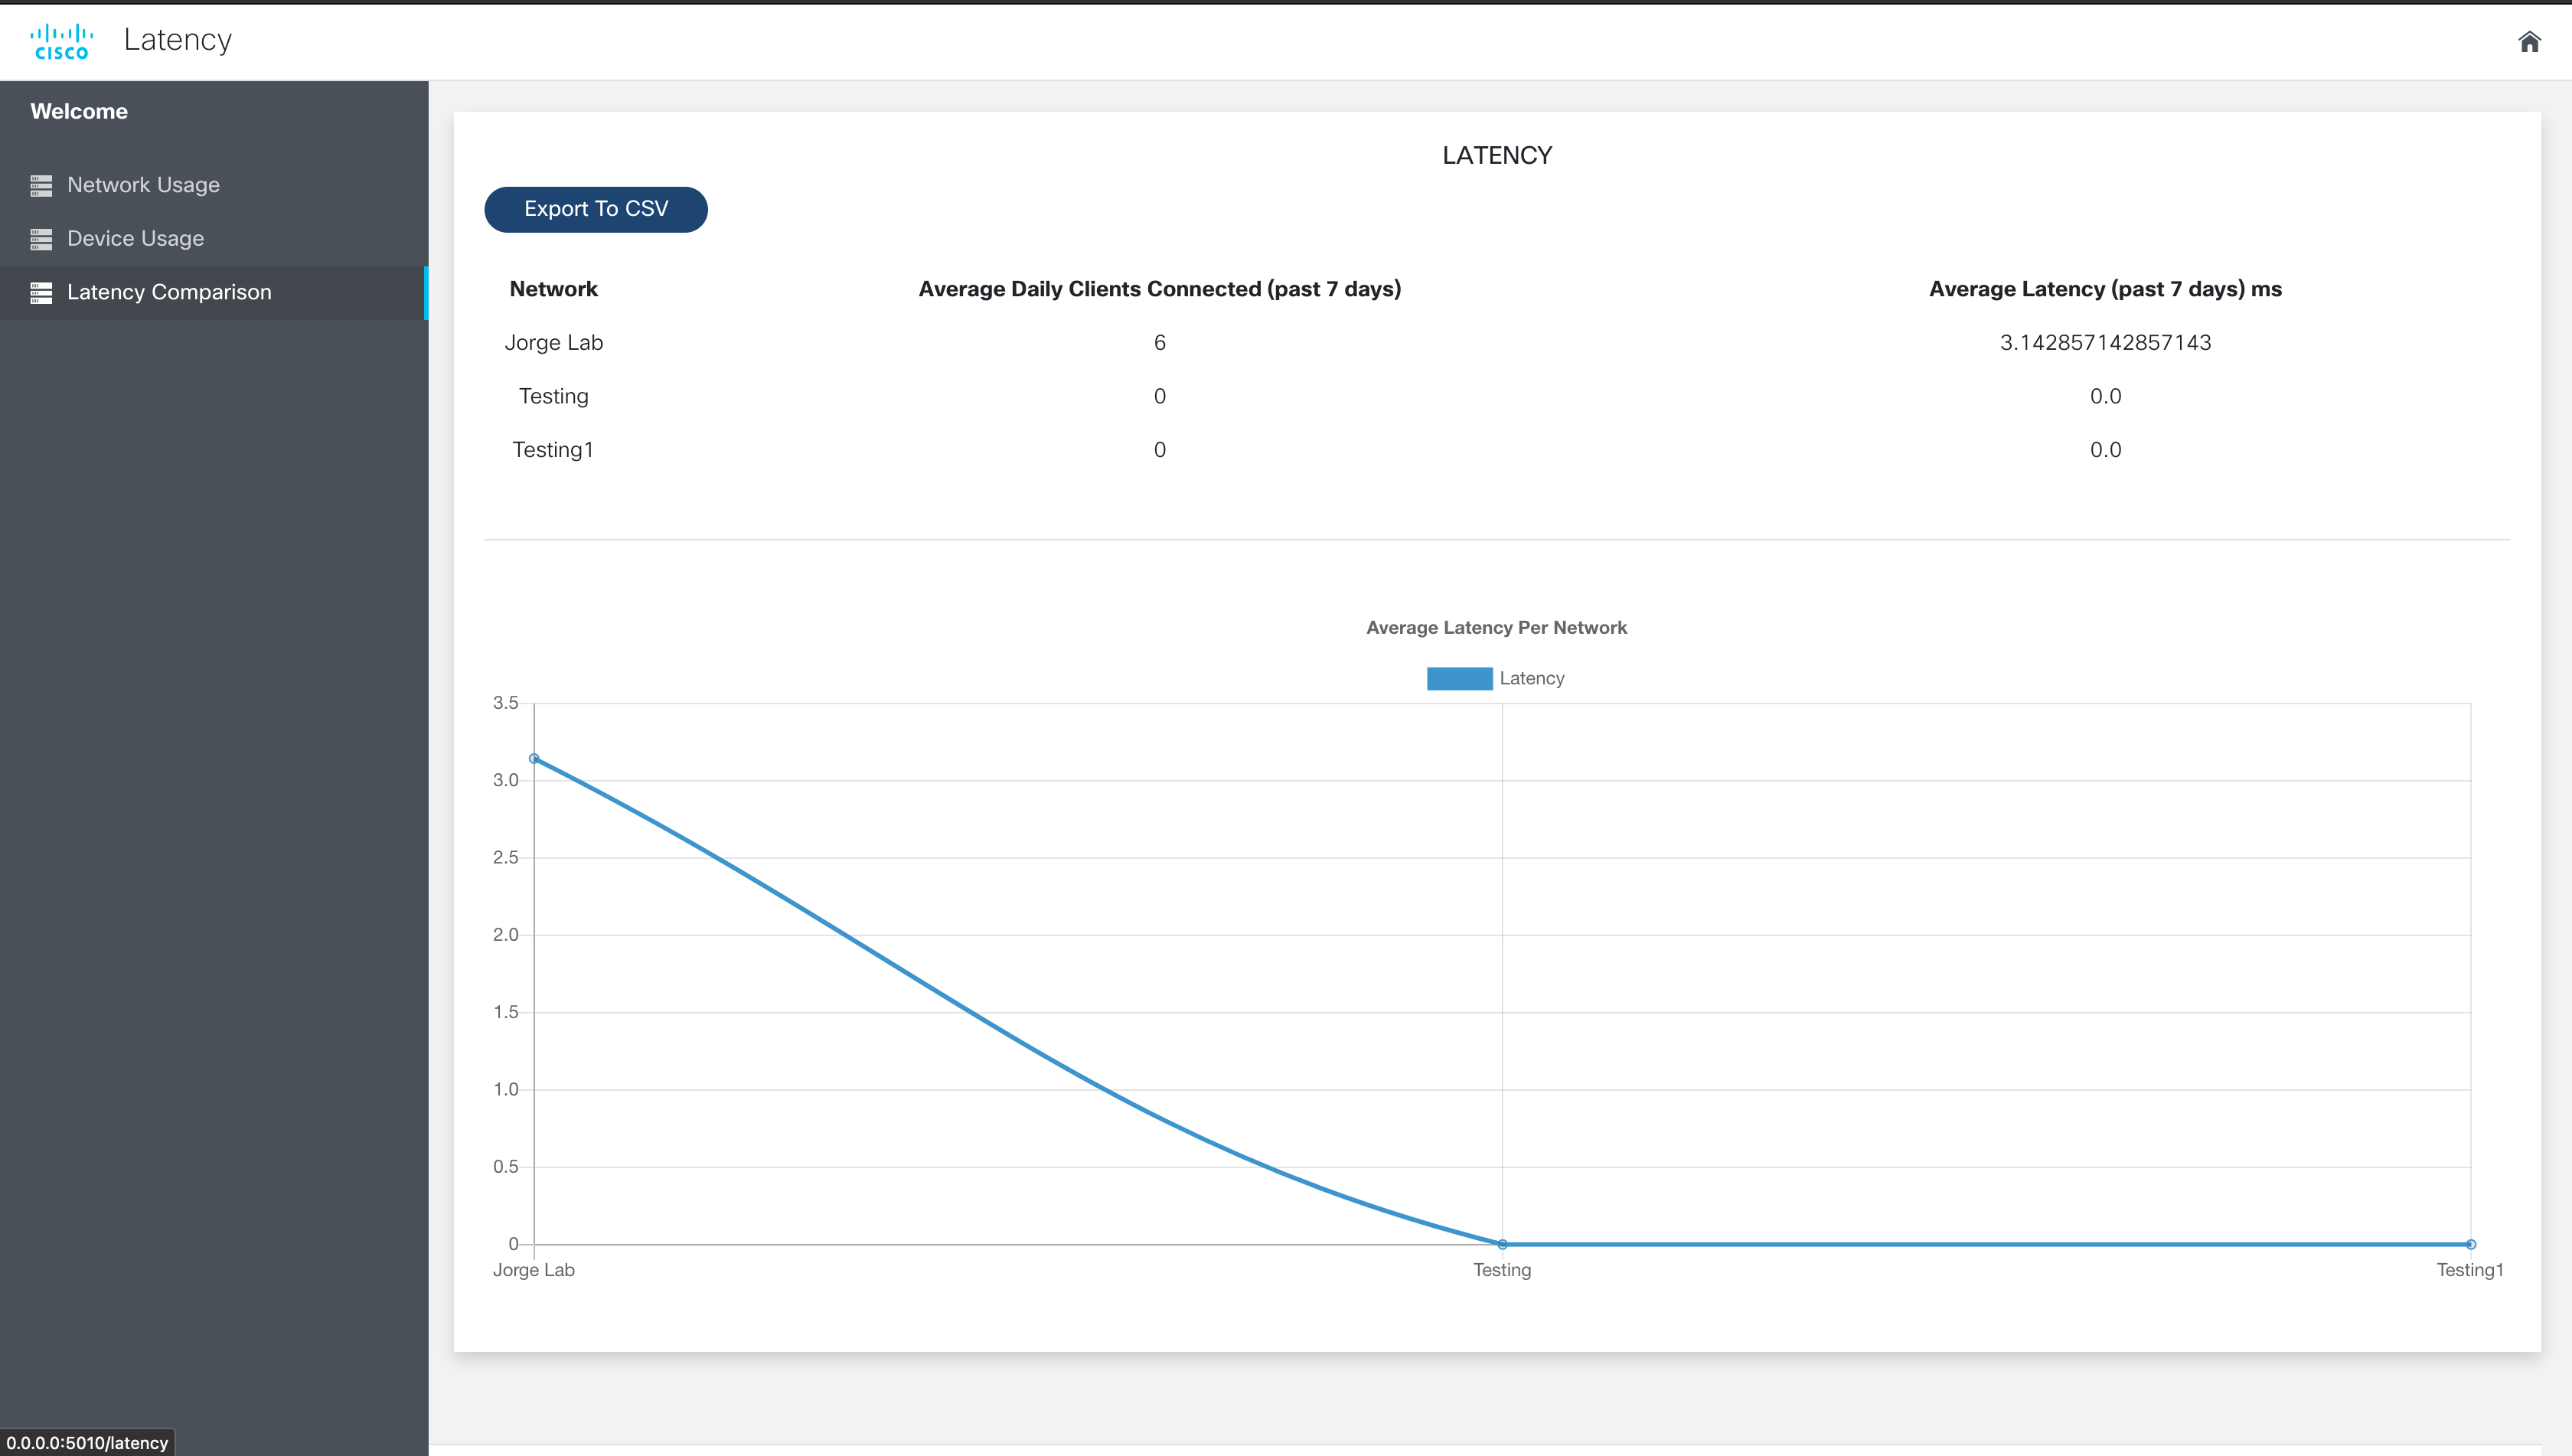 cisco Latency
Welcome
Network Usage
Device Usage
Latency Comparison
LATENCY
Export To CSV
Network Average Daily Clients Connected (past 7 days) Average Latency (past 7 days) ms
Jorge Lab 6 3.142857142857143
Testing 0 0.0
Testing1 0 0.0
Average Latency Per Network
Latency
3.5
3.0
2.5
2.0
1.5
1.0
0.5
0
Jorge Lab Testing Testing1
0.0.0.0:5010/latency